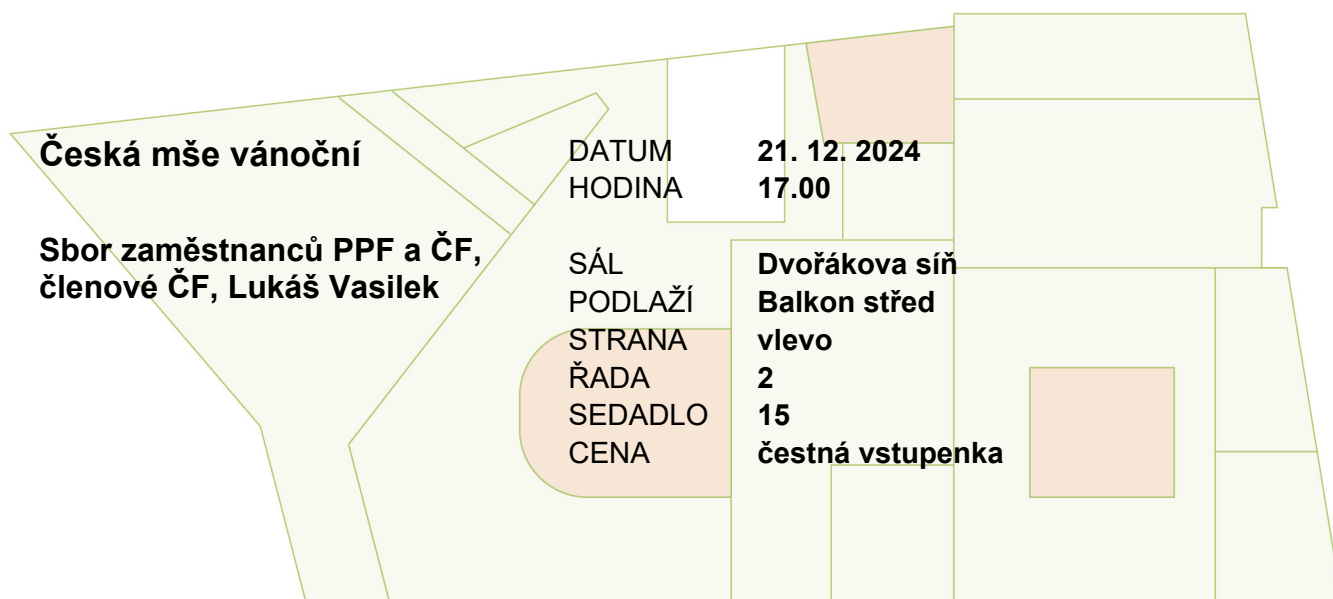 Česká mše vánoční
Sbor zaměstnanců PPF a ČF,
členové ČF, Lukáš Vasilek
DATUM 21. 12. 2024
HODINA 17.00
SÁL Dvořákova síň
PODLAŽÍ Balkon střed
STRANA vlevo
ŘADA 2
SEDADLO 15
CENA čestná vstupenka